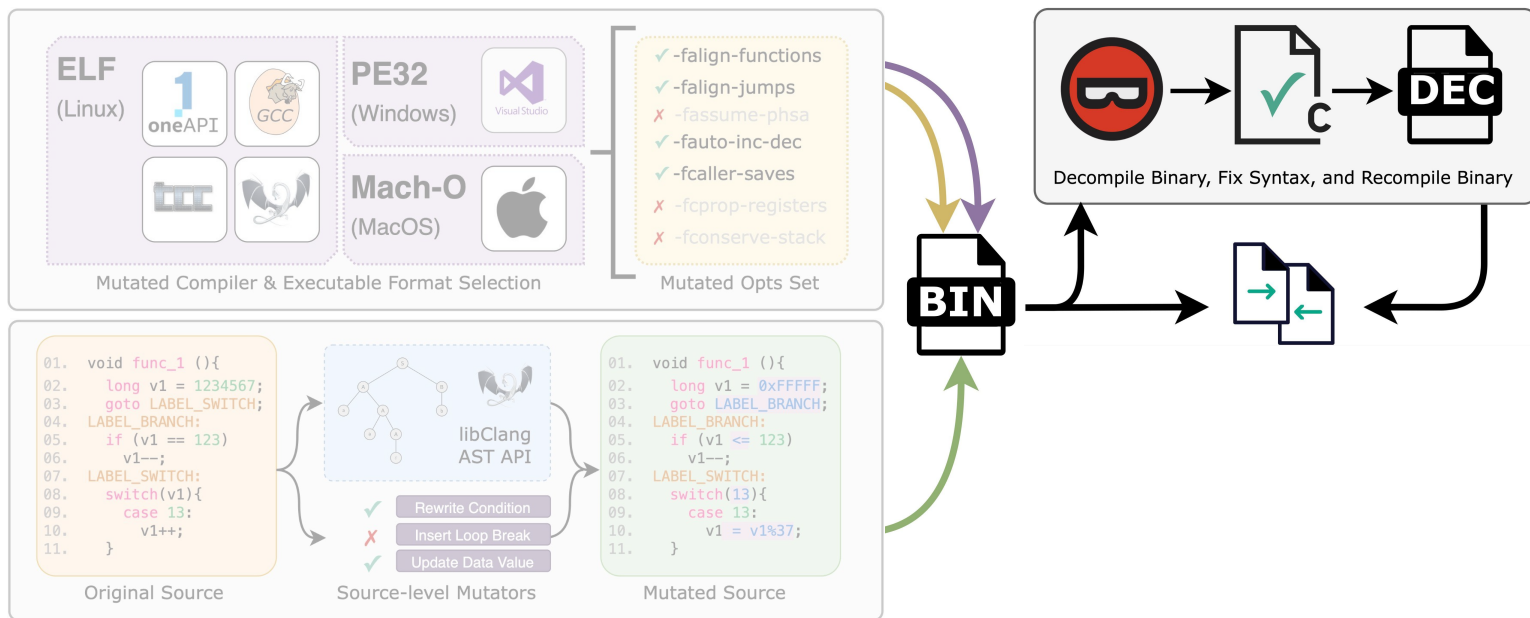 ELF
(Linux)
1
oneAPI
GCC
PE32
(Windows)
Visual Studio
Mach-O
(MacOS)
Mutated Compiler & Executable Format Selection
✓ -falign-functions
✓ -falign-jumps
✗ -fassume-phsa
✓ -fauto-inc-dec
✓ -fcaller-saves
✗ -fcprop-registers
✗ -fconserve-stack
Mutated Opts Set
BIN
C
DEC
Decompile Binary, Fix Syntax, and Recompile Binary
01. void func_1 (){
02. long v1 = 1234567;
03. goto LABEL_SWITCH;
04. LABEL_BRANCH:
05. if (v1 == 123)
06. v1--;
07. LABEL_SWITCH:
08. switch(v1){
09. case 13:
10. v1++;
11. }
Original Source
libClang
AST API
✓ Rewrite Condition
✗ Insert Loop Break
✓ Update Data Value
Source-level Mutators
01. void func_1 (){
02. long v1 = 0xFFFFF;
03. goto LABEL_BRANCH;
04. LABEL_BRANCH:
05. if (v1 <= 123)
06. v1--;
07. LABEL_SWITCH:
08. switch(13){
09. case 13:
10. v1 = v1%37;
11. }
Mutated Source